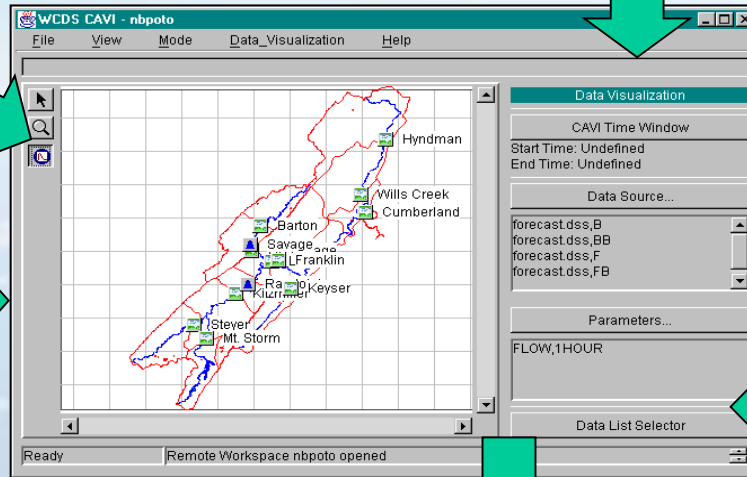 WCDS CAVI - nbpoto
File View Mode Data_Visualization Help
Data Visualization
CAVI Time Window
Start Time: Undefined
End Time: Undefined
Data Source...
forecast.dss,B
forecast.dss,BB
forecast.dss,F
forecast.dss,FB
Parameters...
FLOW,1HOUR
Data List Selector
Hyndman
Wills Creek
Cumberland
Barton
Savage
Franklin
Keyser
Steyer
Mt. Storm
Ready
Remote Workspace nbpoto opened